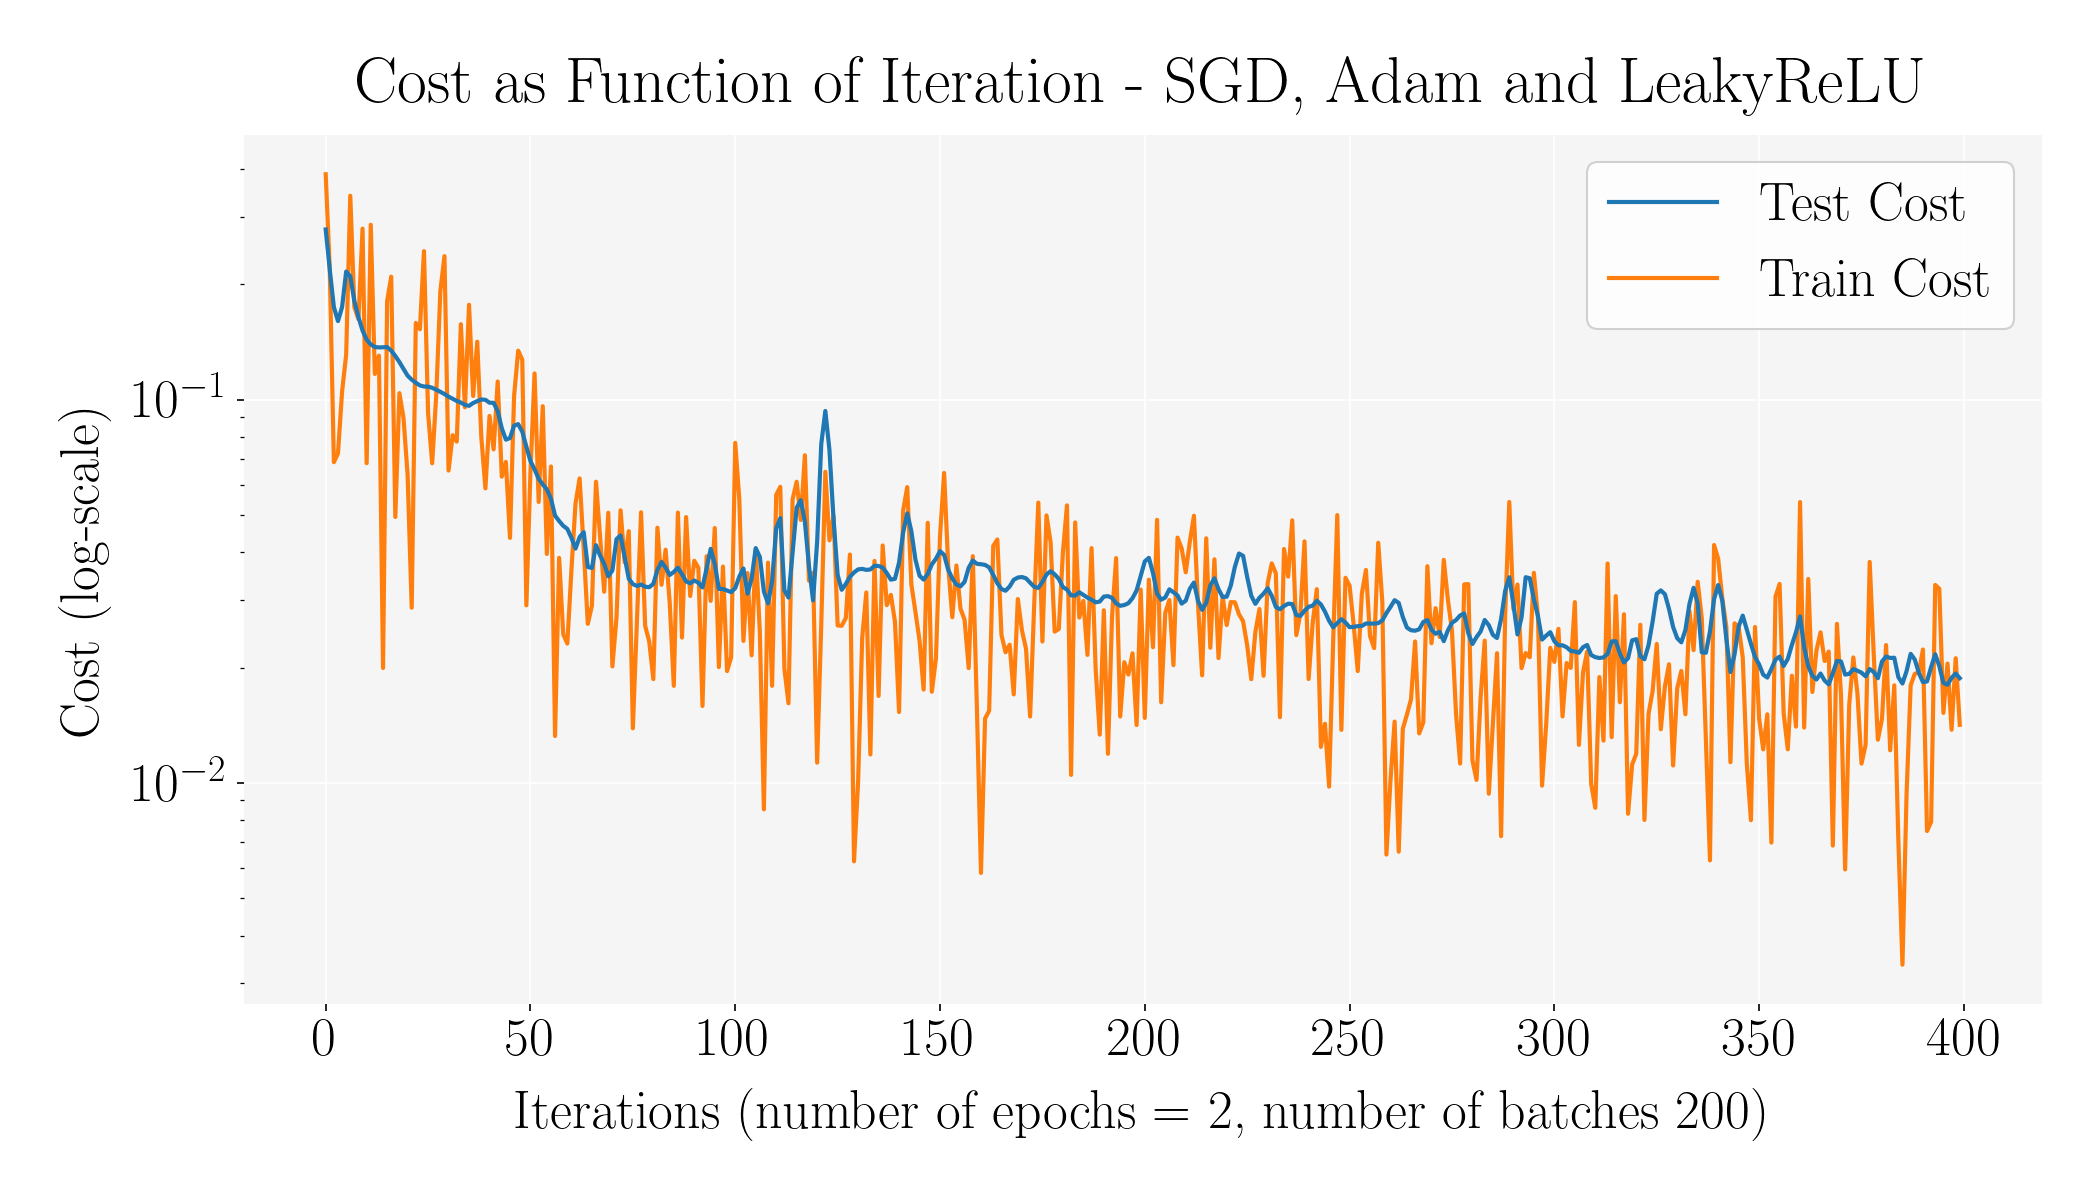 Cost as Function of Iteration - SGD, Adam and LeakyReLU
Test Cost
Train Cost
Cost (log-scale)
10⁻¹
10⁻²
0 50 100 150 200 250 300 350 400
Iterations (number of epochs = 2, number of batches 200)